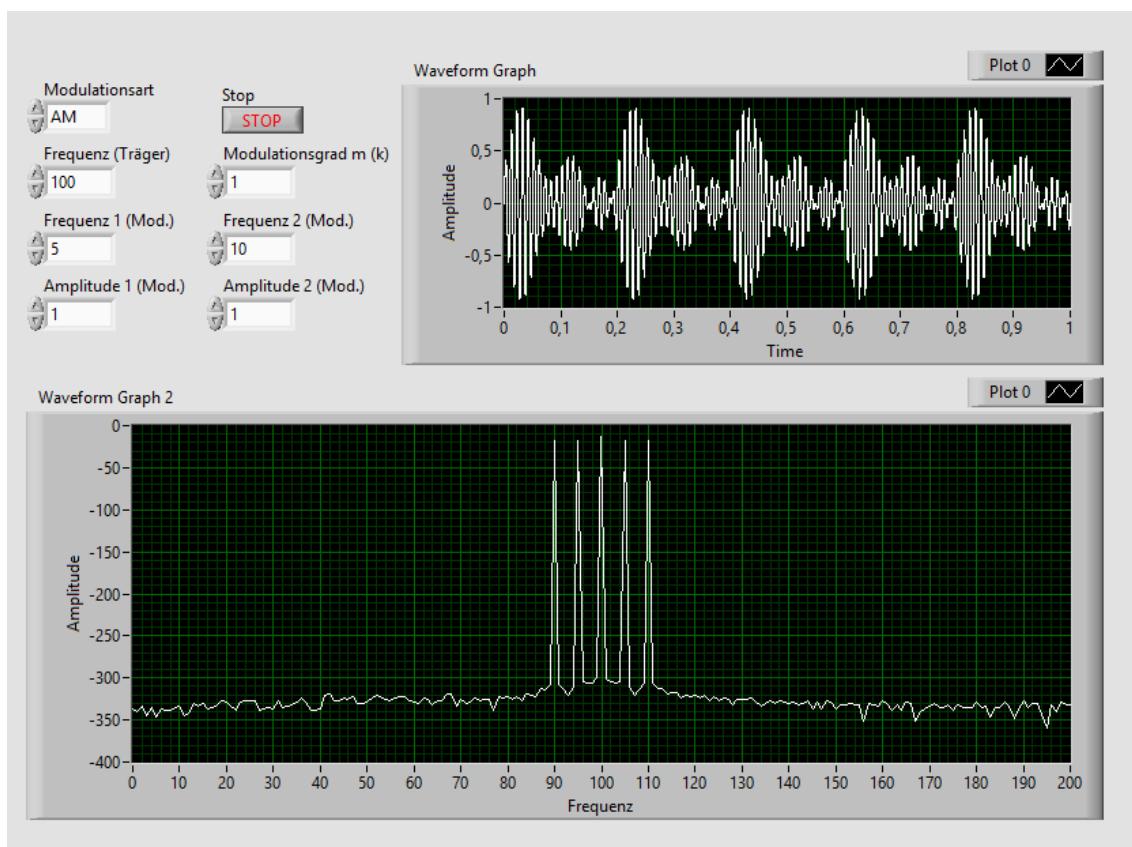 Modulationsart
AM
Stop
STOP
Frequenz (Träger)
100
Modulationsgrad m (k)
1
Frequenz 1 (Mod.)
5
Frequenz 2 (Mod.)
10
Amplitude 1 (Mod.)
1
Amplitude 2 (Mod.)
1
Waveform Graph
Plot 0
Amplitude
1
0,5
0
-0,5
-1
0 0,1 0,2 0,3 0,4 0,5 0,6 0,7 0,8 0,9 1
Time
Waveform Graph 2
Plot 0
Amplitude
0
-50
-100
-150
-200
-250
-300
-350
-400
0 10 20 30 40 50 60 70 80 90 100 110 120 130 140 150 160 170 180 190 200
Frequenz